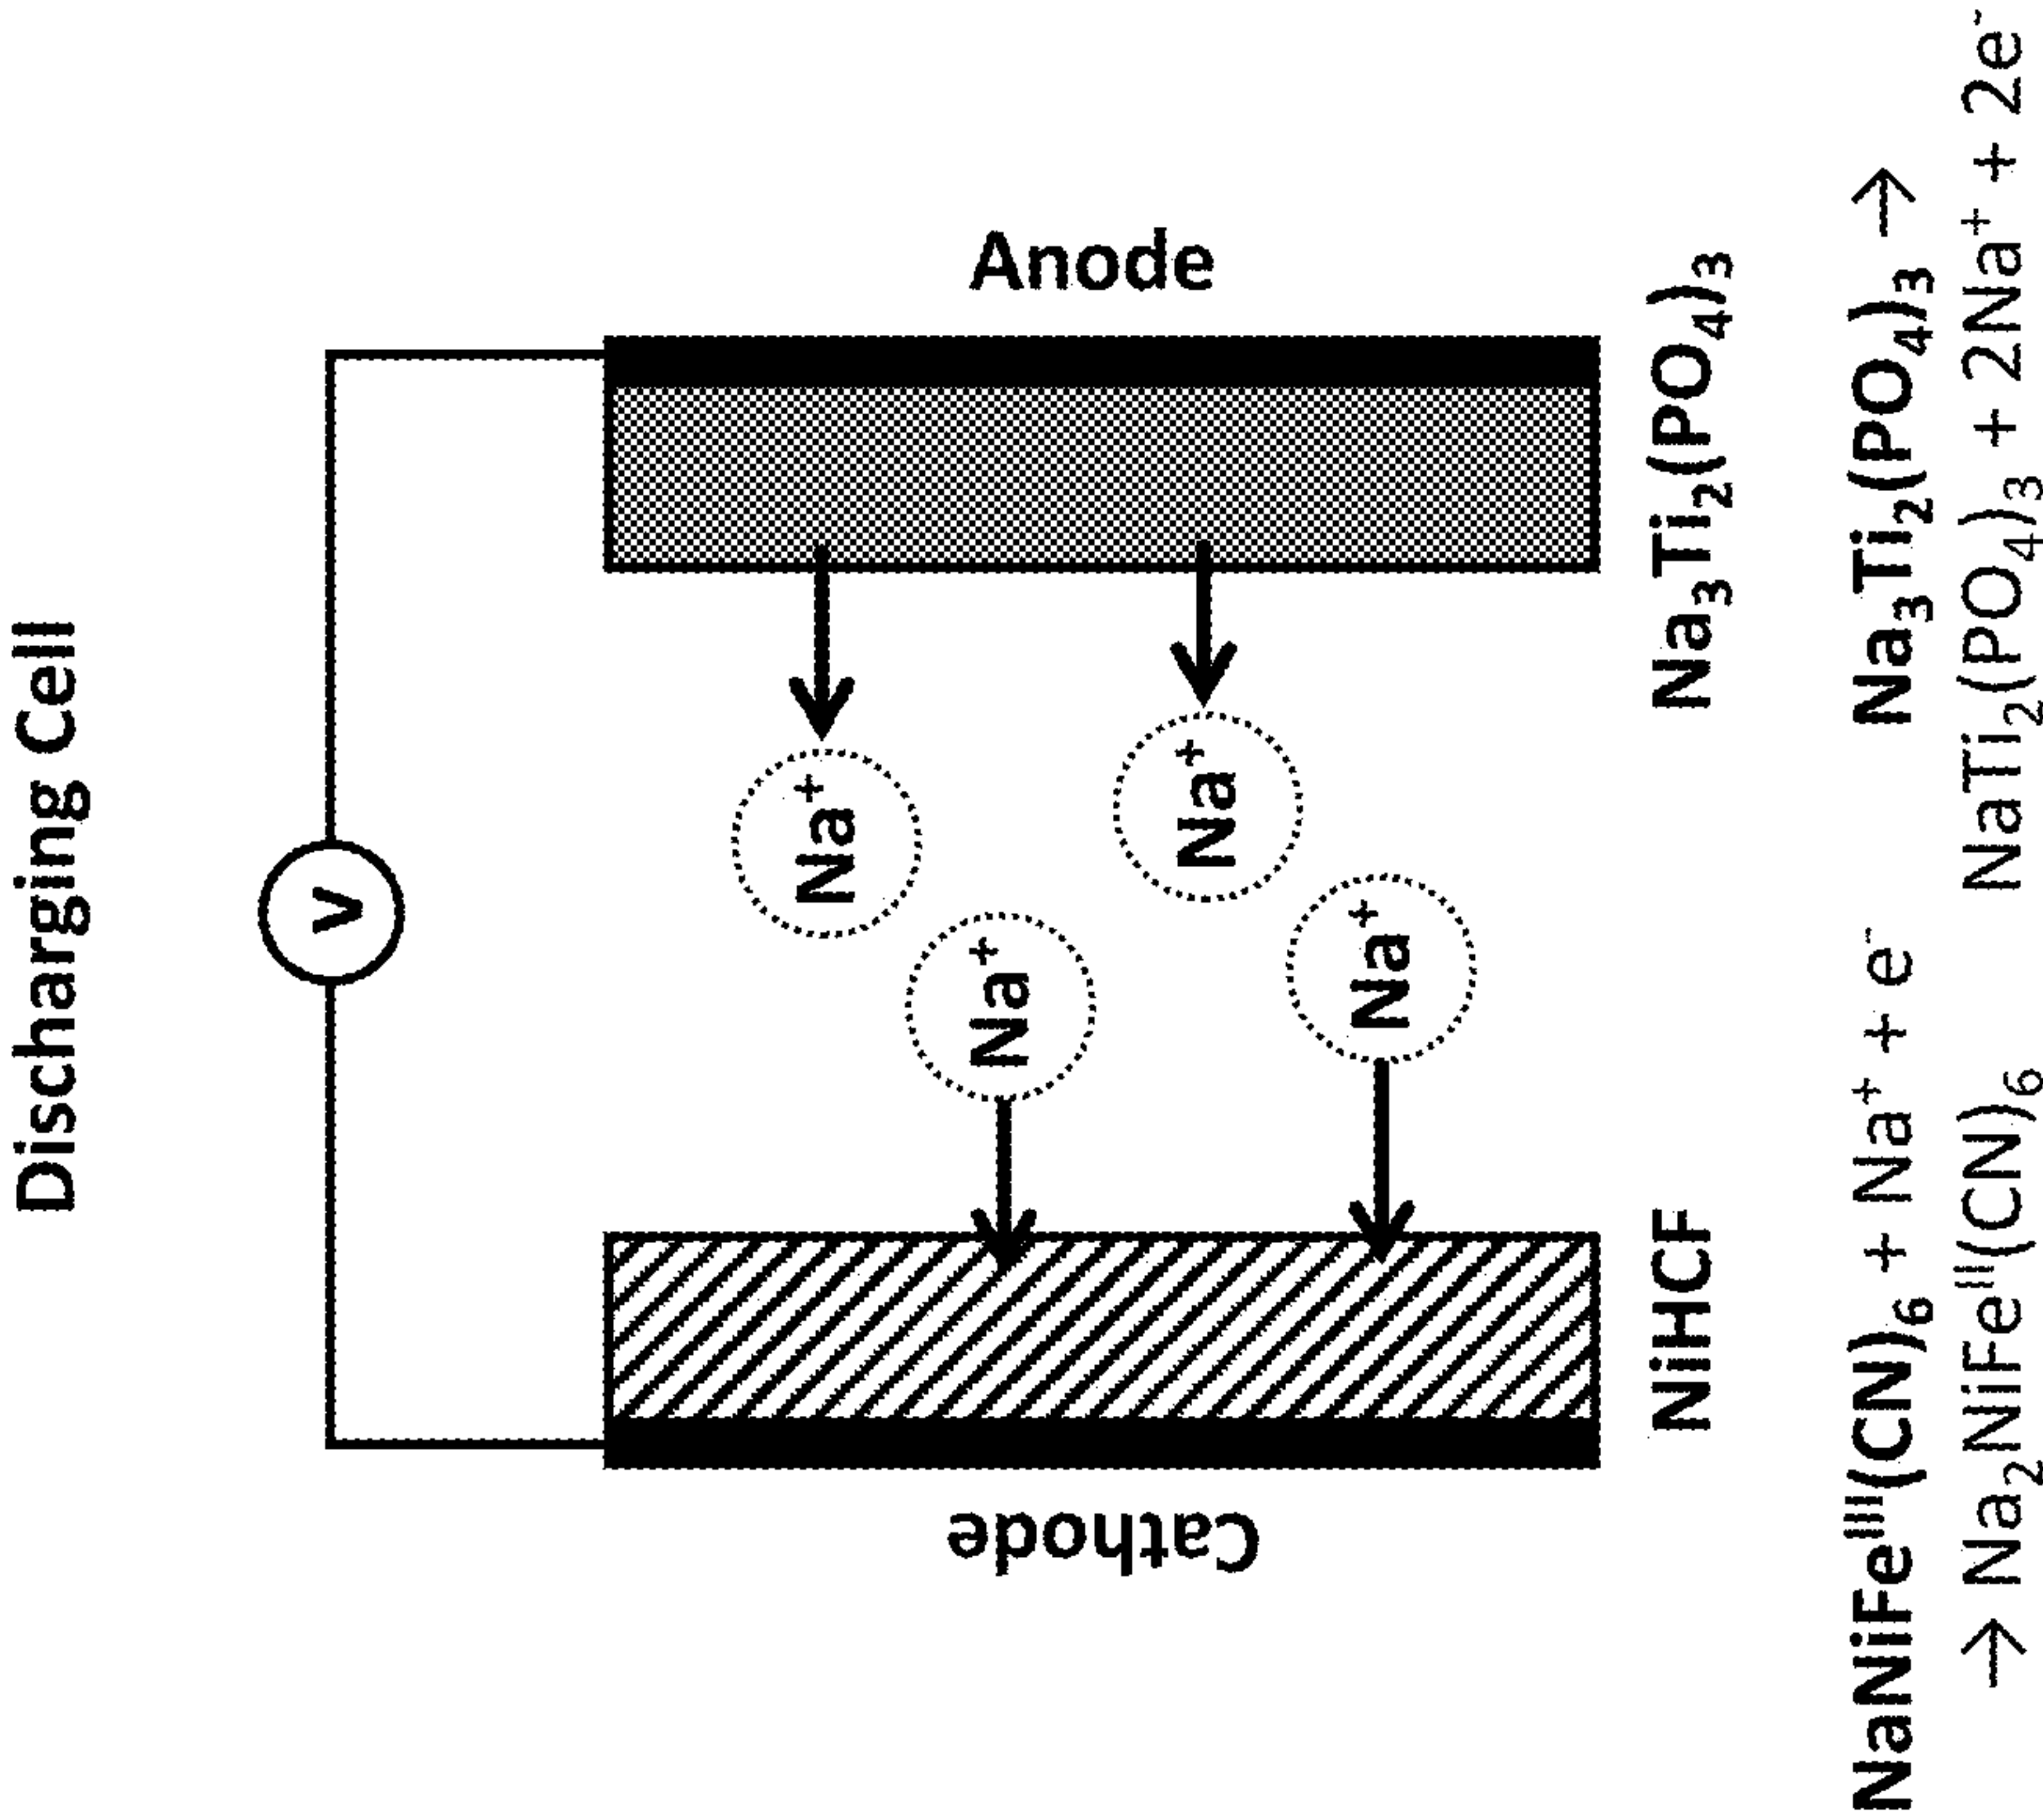 Discharging Cell
V
Cathode
Anode
Na⁺
Na⁺
Na⁺
Na⁺
NiHCF
Na₃Ti₂(PO₄)₃
NaNiFeᴵᴵᴵ(CN)₆ + Na⁺ + e⁻
→ Na₂NiFeᴵᴵ(CN)₆
Na₃Ti₂(PO₄)₃ →
NaTi₂(PO₄)₃ + 2Na⁺ + 2e⁻